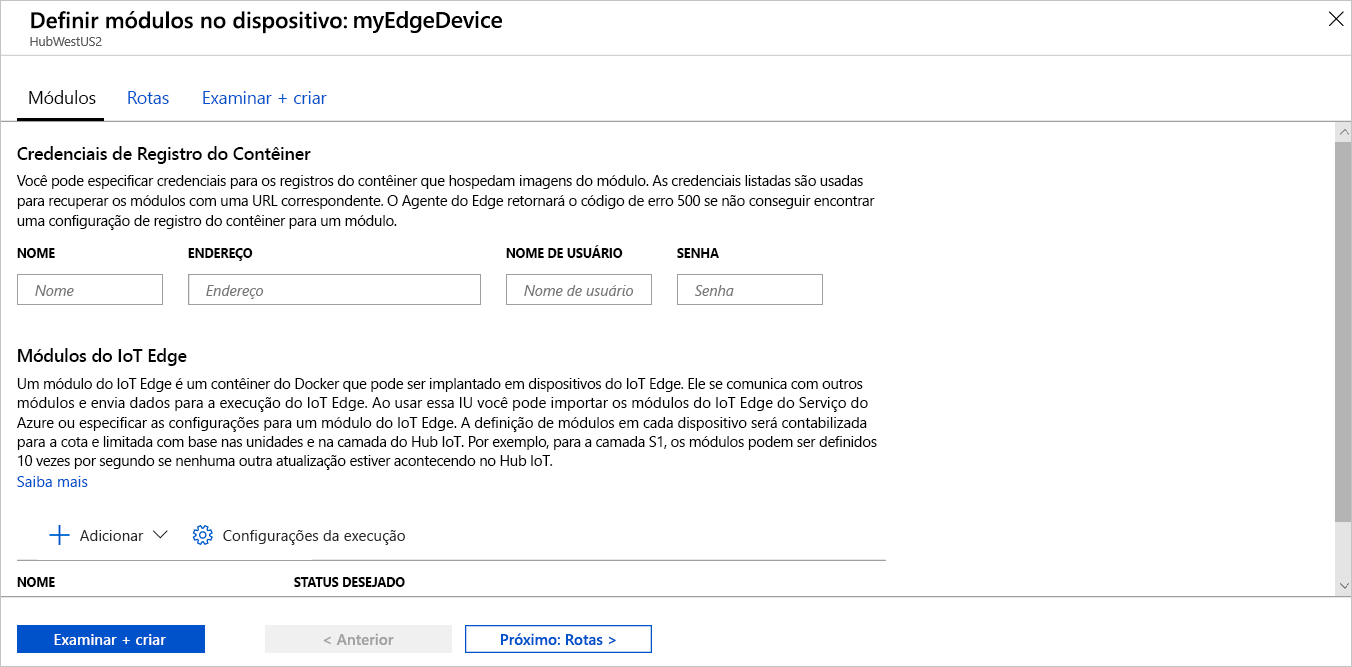 Definir módulos no dispositivo: myEdgeDevice
HubWestUS2
Módulos Rotas Examinar + criar
Credenciais de Registro do Contêiner
Você pode especificar credenciais para os registros do contêiner que hospedam imagens do módulo. As credenciais listadas são usadas
para recuperar os módulos com uma URL correspondente. O Agente do Edge retornará o código de erro 500 se não conseguir encontrar
uma configuração de registro do contêiner para um módulo.
NOME ENDEREÇO NOME DE USUÁRIO SENHA
Nome Endereço Nome de usuário Senha
Módulos do IoT Edge
Um módulo do IoT Edge é um contêiner do Docker que pode ser implantado em dispositivos do IoT Edge. Ele se comunica com outros
módulos e envia dados para a execução do IoT Edge. Ao usar essa IU você pode importar os módulos do IoT Edge do Serviço do
Azure ou especificar as configurações para um módulo do IoT Edge. A definição de módulos em cada dispositivo será contabilizada
para a cota e limitada com base nas unidades e na camada do Hub IoT. Por exemplo, para a camada S1, os módulos podem ser definidos
10 vezes por segundo se nenhuma outra atualização estiver acontecendo no Hub IoT.
Saiba mais
Adicionar Configurações da execução
NOME STATUS DESEJADO
Examinar + criar < Anterior Próximo: Rotas >